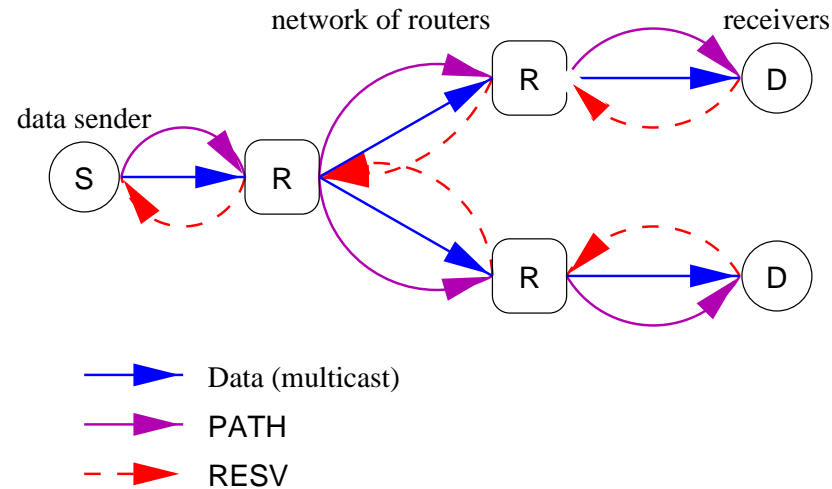 network of routers
receivers
R
D
data sender
S
R
R
D
Data (multicast)
PATH
RESV